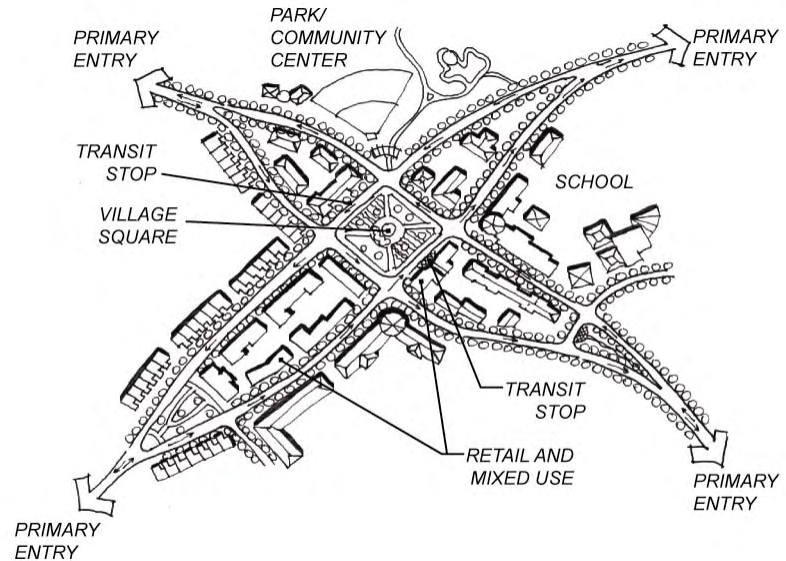 PARK/
COMMUNITY
CENTER
PRIMARY
ENTRY
PRIMARY
ENTRY
TRANSIT
STOP
SCHOOL
VILLAGE
SQUARE
TRANSIT
STOP
RETAIL AND
MIXED USE
PRIMARY
ENTRY
PRIMARY
ENTRY